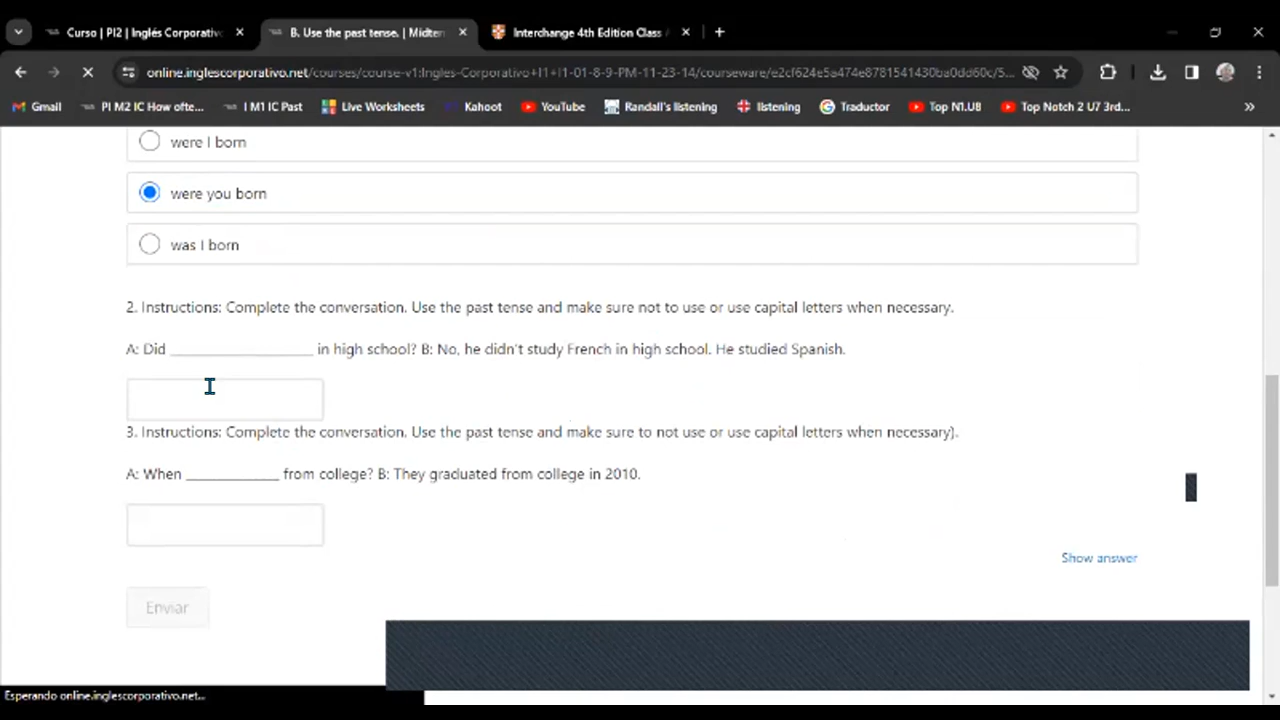 Curso | PI2 | Inglés Corporativ
B. Use the past tense. | Midter
Interchange 4th Edition Class
online.inglescorporativo.net/courses/course-v1:Ingles-Corporativo+I1+I1-01-8-9-PM-11-23-14/courseware/e2cf624e5a474e8781541430ba0dd60c/5...
Gmail
PI M2 IC How ofte...
I M1 IC Past
Live Worksheets
Kahoot
YouTube
Randall's listening
listening
Traductor
Top N1.U8
Top Notch 2 U7 3rd...
were I born
were you born
was I born
2. Instructions: Complete the conversation. Use the past tense and make sure not to use or use capital letters when necessary.
A: Did ____________________ in high school? B: No, he didn't study French in high school. He studied Spanish.
3. Instructions: Complete the conversation. Use the past tense and make sure to not use or use capital letters when necessary).
A: When _____________ from college? B: They graduated from college in 2010.
Show answer
Enviar
Esperando online.inglescorporativo.net...